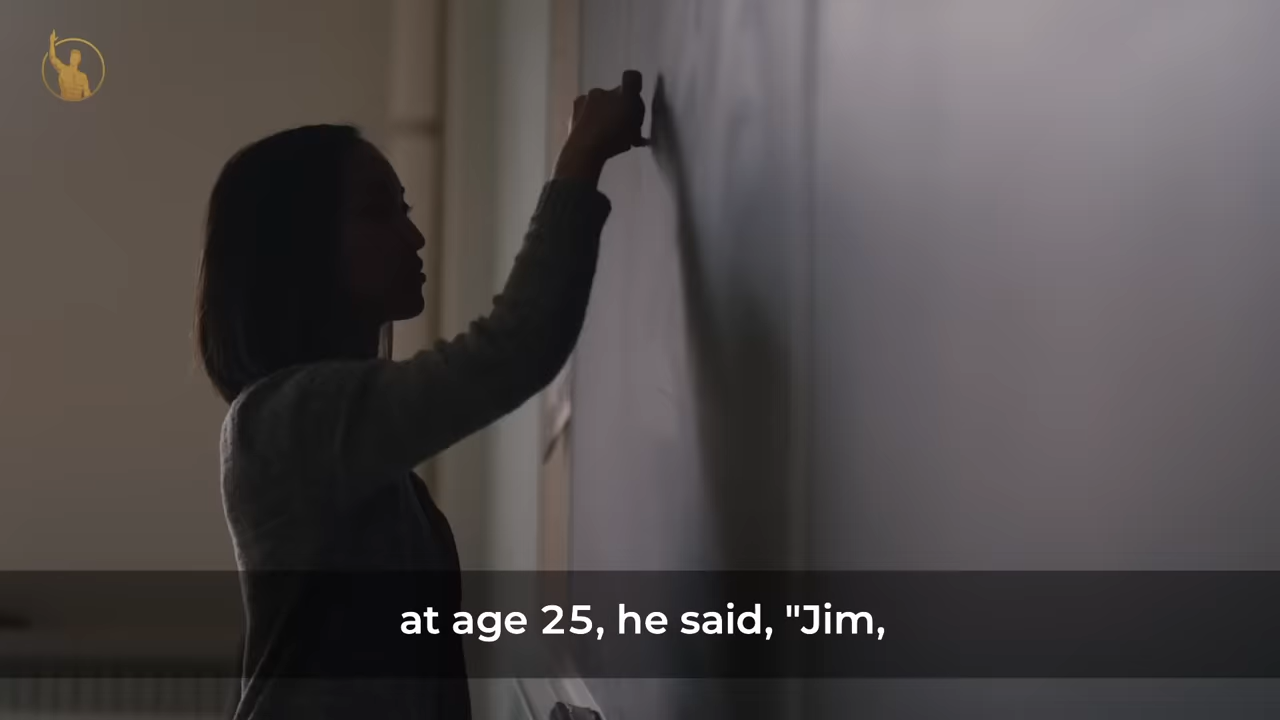 at age 25, he said, "Jim,